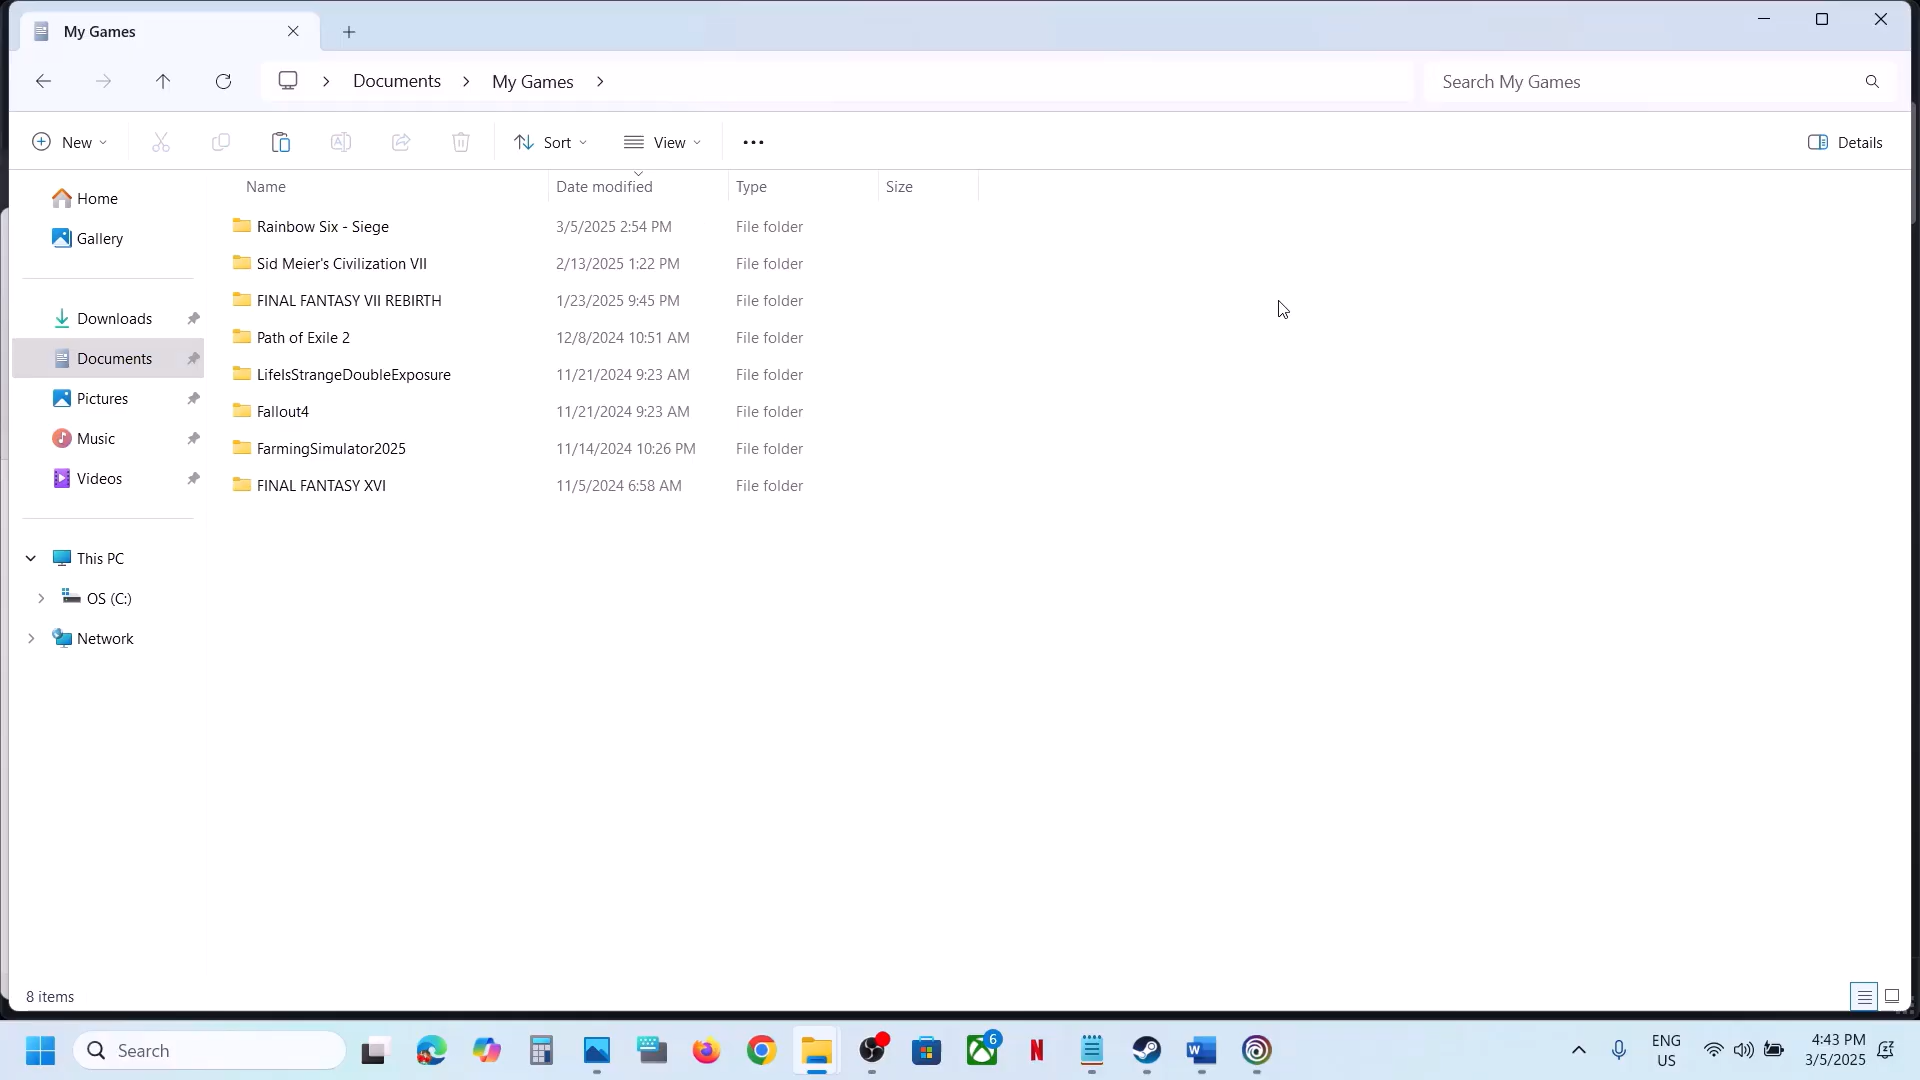 My Games
Documents
My Games
Search My Games
New
Sort
View
Details
Name
Date modified
Type
Size
Home
Gallery
Downloads
Documents
Pictures
Music
Videos
This PC
OS (C:)
Network
Rainbow Six - Siege 3/5/2025 2:54 PM File folder
Sid Meier's Civilization VII 2/13/2025 1:22 PM File folder
FINAL FANTASY VII REBIRTH 1/23/2025 9:45 PM File folder
Path of Exile 2 12/8/2024 10:51 AM File folder
LifeIsStrangeDoubleExposure 11/21/2024 9:23 AM File folder
Fallout4 11/21/2024 9:23 AM File folder
FarmingSimulator2025 11/14/2024 10:26 PM File folder
FINAL FANTASY XVI 11/5/2024 6:58 AM File folder
8 items
Search
6
N
W
ENG
US
4:43 PM
3/5/2025